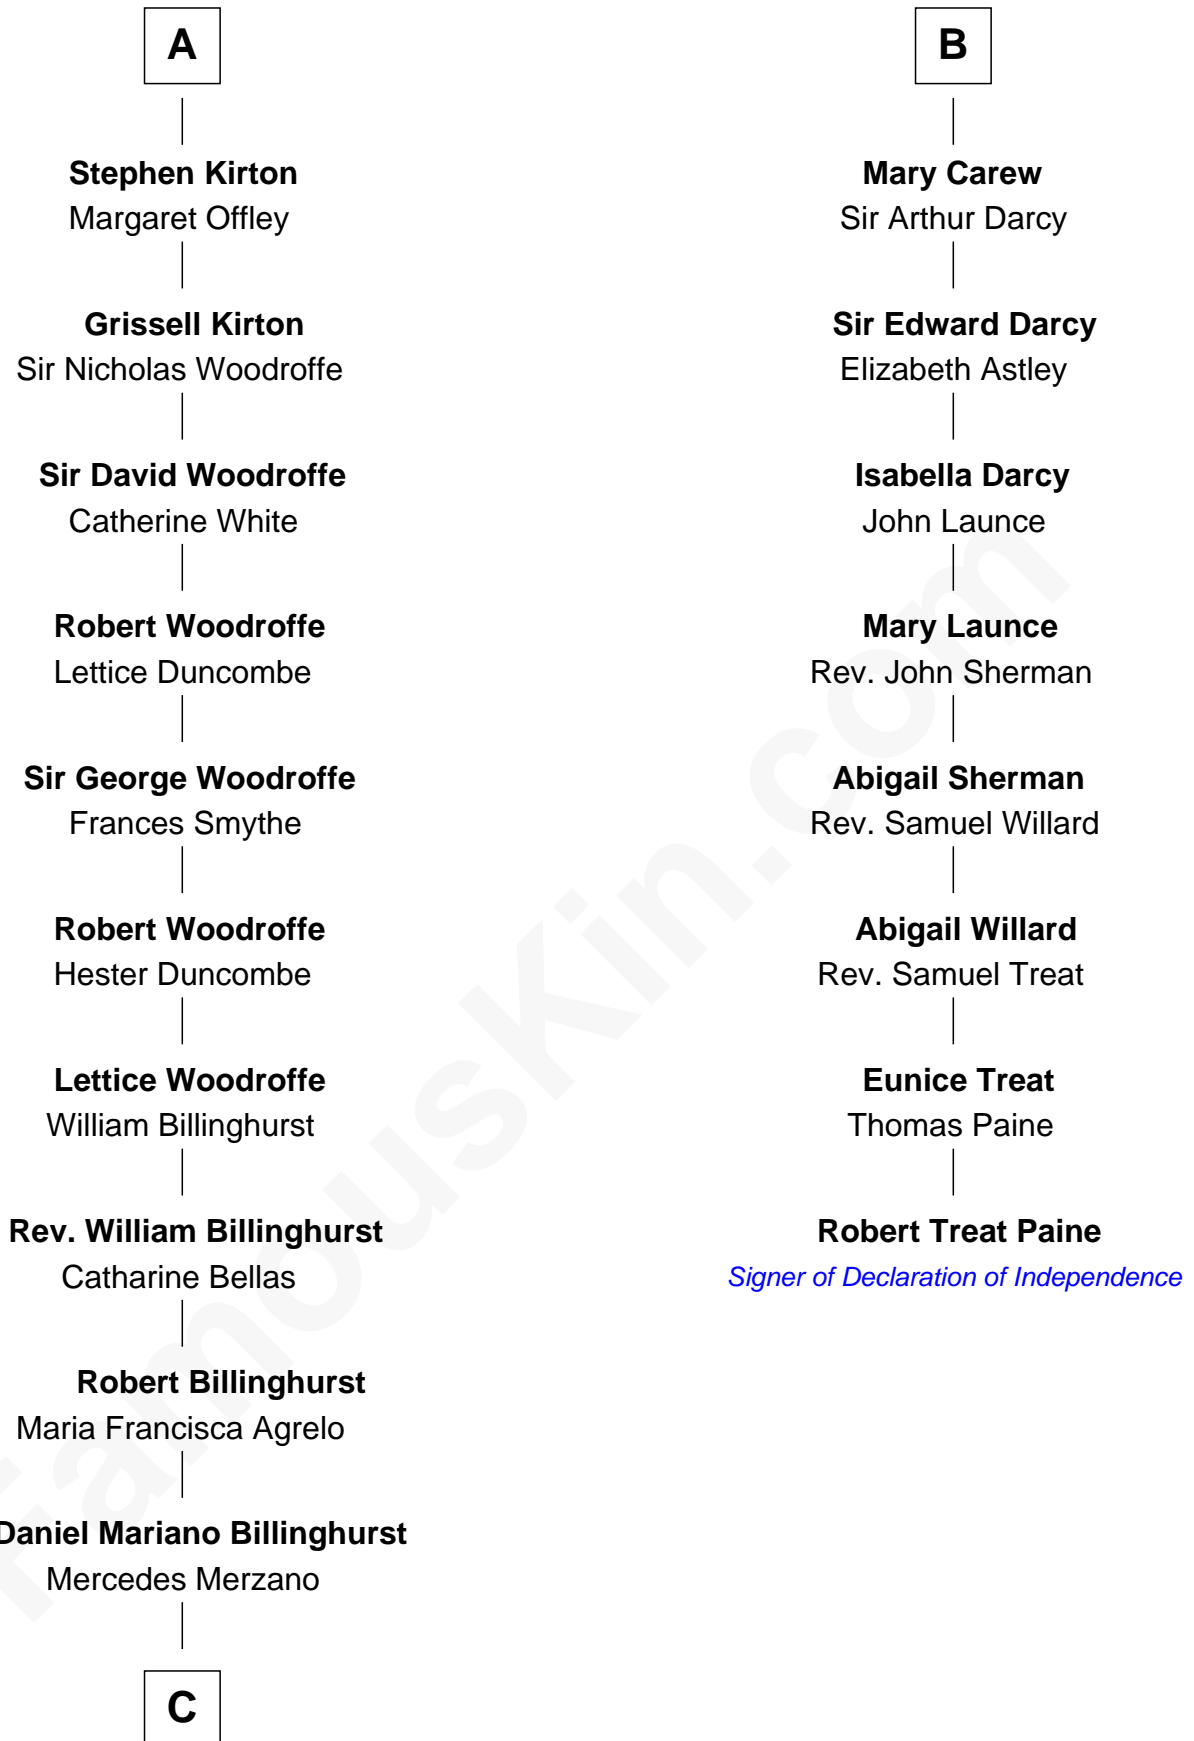 A
Stephen Kirton
Margaret Offley
Grissell Kirton
Sir Nicholas Woodroffe
Sir David Woodroffe
Catherine White
Robert Woodroffe
Lettice Duncombe
Sir George Woodroffe
Frances Smythe
Robert Woodroffe
Hester Duncombe
Lettice Woodroffe
William Billinghurst
Rev. William Billinghurst
Catharine Bellas
Robert Billinghurst
Maria Francisca Agrelo
Daniel Mariano Billinghurst
Mercedes Merzano
C
B
Mary Carew
Sir Arthur Darcy
Sir Edward Darcy
Elizabeth Astley
Isabella Darcy
John Launce
Mary Launce
Rev. John Sherman
Abigail Sherman
Rev. Samuel Willard
Abigail Willard
Rev. Samuel Treat
Eunice Treat
Thomas Paine
Robert Treat Paine
Signer of Declaration of Independence
FamousKin.com